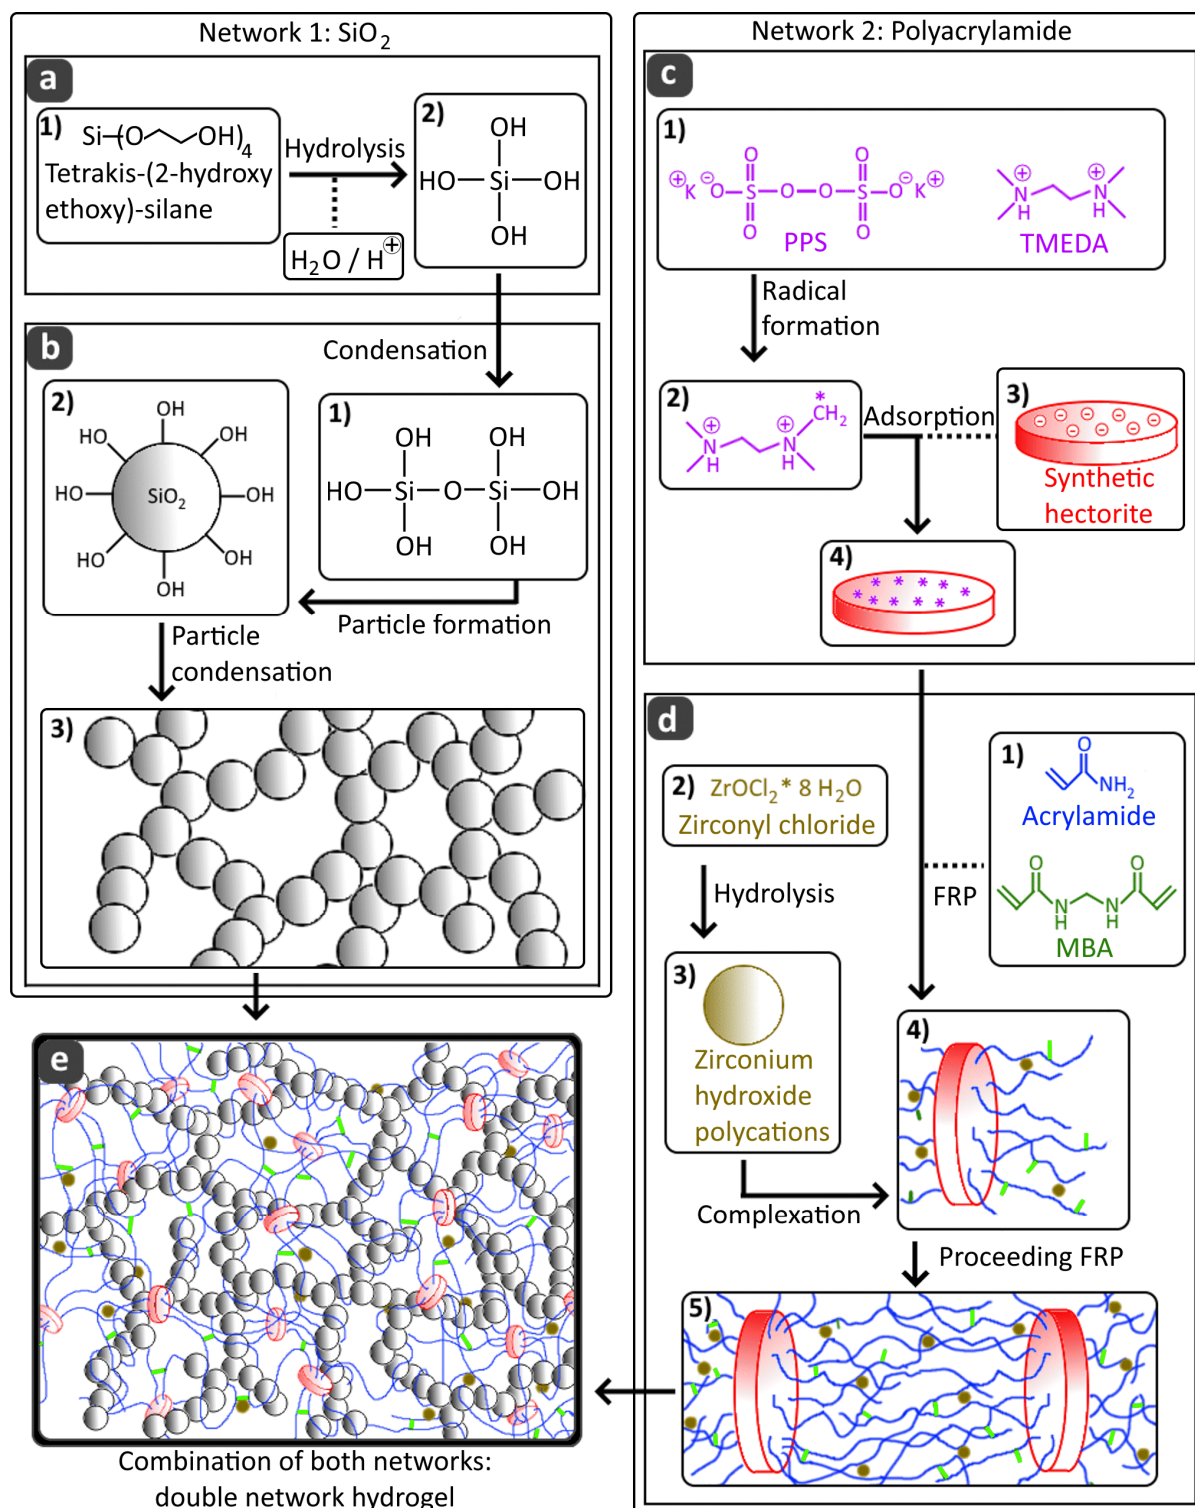 Network 1: SiO2
a
1)
Si-(O OH)4
Tetrakis-(2-hydroxy
ethoxy)-silane
Hydrolysis
H2O / H⊕
2)
OH
HO Si OH
OH
b
Condensation
1)
OH OH
HO Si O Si OH
OH OH
Particle formation
2)
OH
HO OH
HO SiO2 OH
HO OH
OH
Particle
condensation
3)
Network 2: Polyacrylamide
c
1)
O O
⊕K ⊖O S O O S O⊖ K⊕
O O
PPS
⊕ ⊕
N N
H H
TMEDA
Radical
formation
2)
*
⊕ ⊕ CH2
N N
H
Adsorption
3)
⊖ ⊖ ⊖ ⊖ ⊖ ⊖ ⊖ ⊖ ⊖
Synthetic
hectorite
4)
* * * * * * * * *
d
1)
O
NH2
Acrylamide
O O
N N
H H
MBA
FRP
2)
ZrOCl2* 8 H2O
Zirconyl chloride
Hydrolysis
3)
Zirconium
hydroxide
polycations
Complexation
4)
Proceeding FRP
5)
e
Combination of both networks:
double network hydrogel